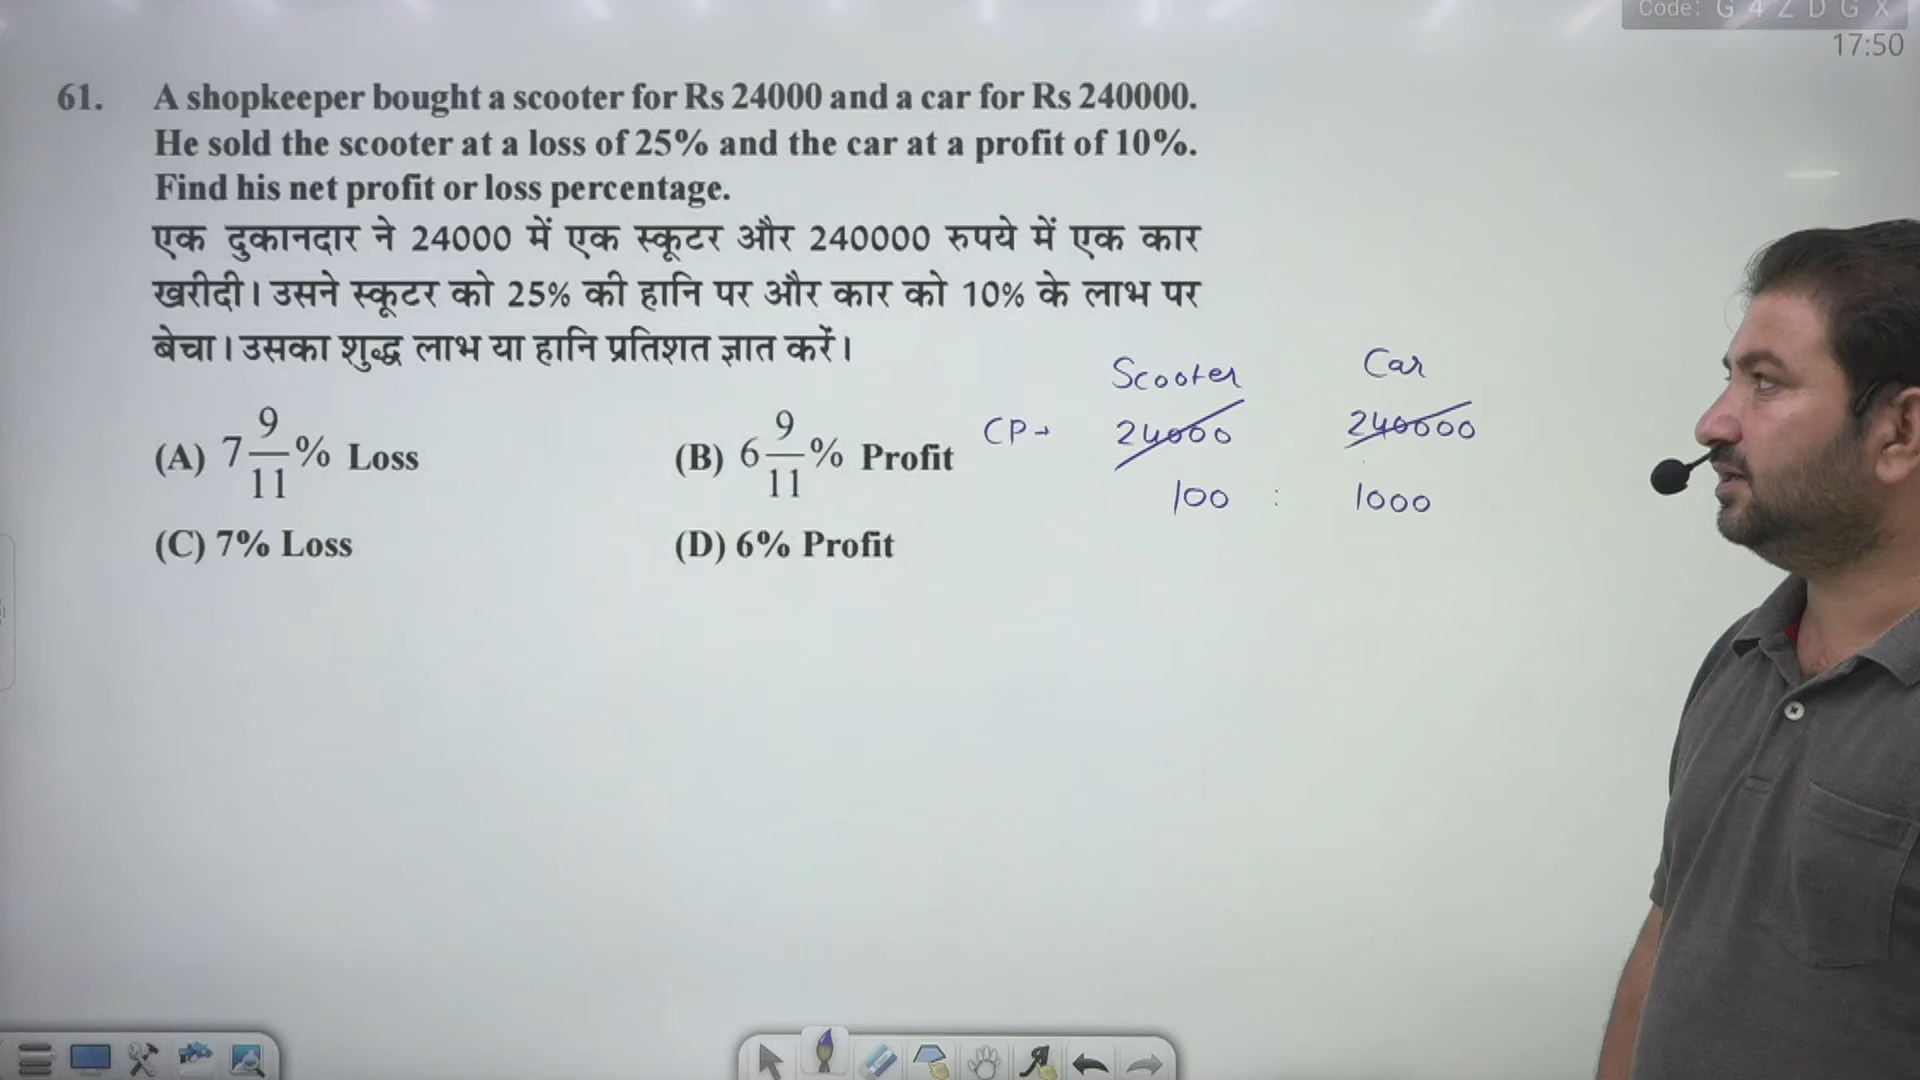 Code: G 4 Z D G X
17:50
61. A shopkeeper bought a scooter for Rs 24000 and a car for Rs 240000.
He sold the scooter at a loss of 25% and the car at a profit of 10%.
Find his net profit or loss percentage.
एक दुकानदार ने 24000 में एक स्कूटर और 240000 रुपये में एक कार
खरीदी। उसने स्कूटर को 25% की हानि पर और कार को 10% के लाभ पर
बेचा। उसका शुद्ध लाभ या हानि प्रतिशत ज्ञात करें।
(A) 7 9/11 % Loss (B) 6 9/11 % Profit
(C) 7% Loss (D) 6% Profit
Scooter Car
CP→ 24000 240000
100 : 1000